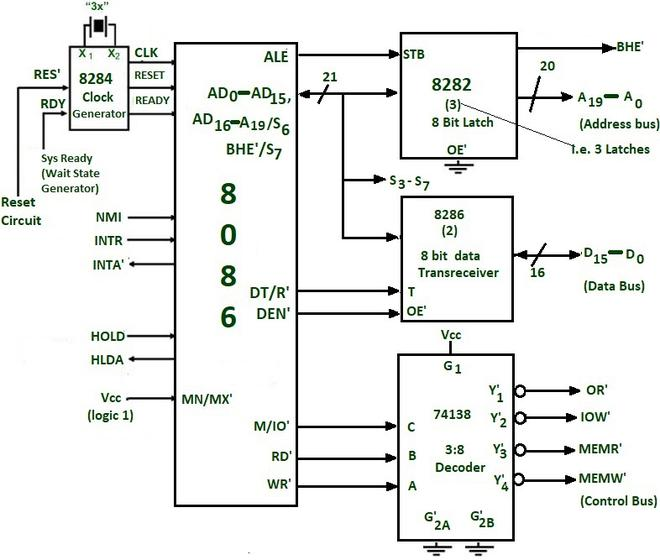 "3x"
X1 X2
8284
Clock
Generator
CLK
RESET
READY
RES'
RDY
Sys Ready
(Wait State
Generator)
Reset
Circuit
NMI
INTR
INTA'
HOLD
HLDA
Vcc
(logic 1)
ALE
AD0-AD15,
AD16-A19/S6
BHE'/S7
8
0
8
6
DT/R'
DEN'
MN/MX'
M/IO'
RD'
WR'
21
STB
8282
(3)
8 Bit Latch
OE'
BHE'
20
A19-A0
(Address bus)
i.e. 3 Latches
S3-S7
8286
(2)
8 bit data
Transreceiver
T
OE'
16
D15-D0
(Data Bus)
Vcc
G1
74138
3:8
Decoder
C
B
A
Y'1
Y'2
Y'3
Y'4
G'2A G'2B
OR'
IOW'
MEMR'
MEMW'
(Control Bus)